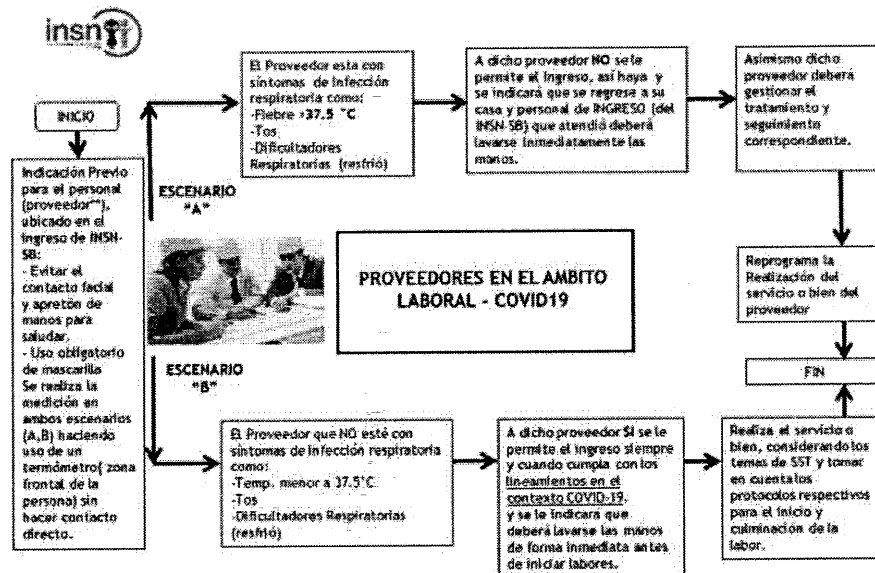 insn
INICIO
Indicación Previo
para el personal
(proveedor**),
ubicado en el
ingreso de INSN-
SB:
- Evitar el
contacto facial
y apretón de
manos para
saludar.
- Uso obligatorio
de mascarilla
Se realiza la
medición en
ambos escenarios
(A,B) haciendo
uso de un
termómetro( zona
frontal de la
persona) sin
hacer contacto
directo.
ESCENARIO
"A"
El Proveedor esta con
síntomas de Infección
respiratoria como:
-Fiebre +37.5 °C
-Tos
-Dificultadores
Respiratorias (resfrió)
A dicho proveedor NO se le
permite el Ingreso, así haya y
se indicará que se regrese a su
casa y personal de INGRESO (del
INSN-SB) que atendió deberá
lavarse inmediatamente las
manos.
Asimismo dicho
proveedor deberá
gestionar el
tratamiento y
seguimiento
correspondiente.
PROVEEDORES EN EL AMBITO
LABORAL - COVID19
Reprograma la
Realización del
servicio o bien del
proveedor
FIN
ESCENARIO
"B"
El Proveedor que NO esté con
síntomas de Infección respiratoria
como:
-Temp. menor a 37.5°C
-Tos
-Dificultadores Respiratorias
(resfrió)
A dicho proveedor SI se le
permite el ingreso siempre
y cuando cumpla con los
lineamientos en el
contexto COVID-19.
y se le indicará que
deberá lavarse las manos
de forma inmediata antes
de iniciar labores.
Realiza el servicio o
bien, considerando los
temas de SST y tomar
en cuenta los
protocolos respectivos
para el inicio y
culminación de la
labor.